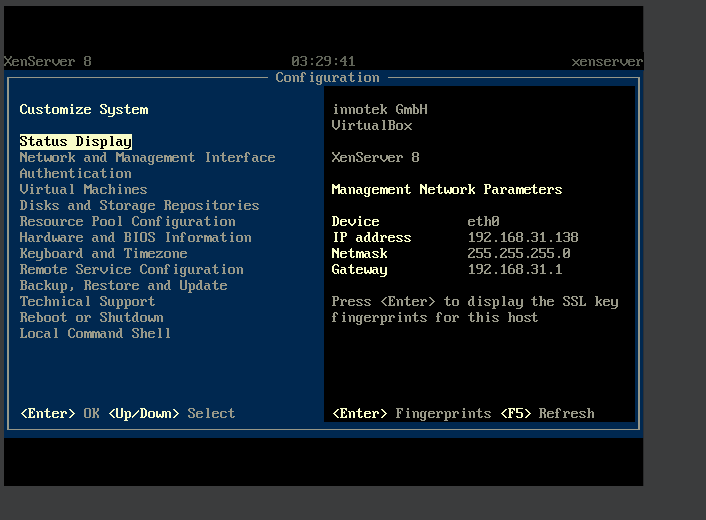 XenServer 8 03:29:41 xenserver
Configuration
Customize System
Status Display
Network and Management Interface
Authentication
Virtual Machines
Disks and Storage Repositories
Resource Pool Configuration
Hardware and BIOS Information
Keyboard and Timezone
Remote Service Configuration
Backup, Restore and Update
Technical Support
Reboot or Shutdown
Local Command Shell
<Enter> OK <Up/Down> Select
innotek GmbH
VirtualBox
XenServer 8
Management Network Parameters
Device eth0
IP address 192.168.31.138
Netmask 255.255.255.0
Gateway 192.168.31.1
Press <Enter> to display the SSL key
fingerprints for this host
<Enter> Fingerprints <F5> Refresh